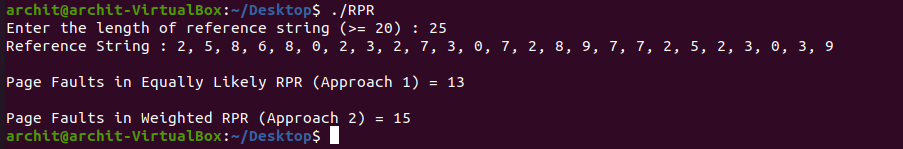 archit@archit-VirtualBox:~/Desktop$ ./RPR
Enter the length of reference string (>= 20) : 25
Reference String : 2, 5, 8, 6, 8, 0, 2, 3, 2, 7, 3, 0, 7, 2, 8, 9, 7, 7, 2, 5, 2, 3, 0, 3, 9
Page Faults in Equally Likely RPR (Approach 1) = 13
Page Faults in Weighted RPR (Approach 2) = 15
archit@archit-VirtualBox:~/Desktop$